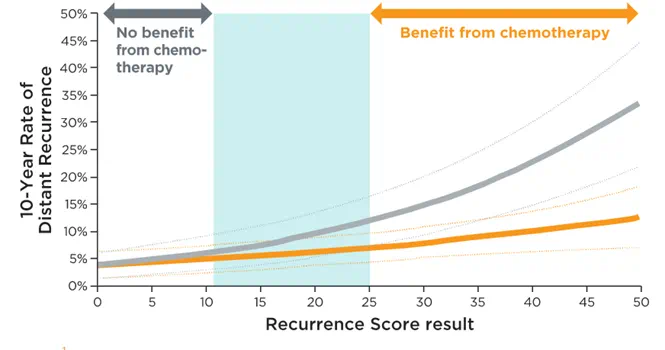 50%
45%
40%
35%
30%
25%
20%
15%
10%
5%
0%
10-Year Rate of
Distant Recurrence
No benefit
from chemo-
therapy
Benefit from chemotherapy
0 5 10 15 20 25 30 35 40 45 50
Recurrence Score result
1